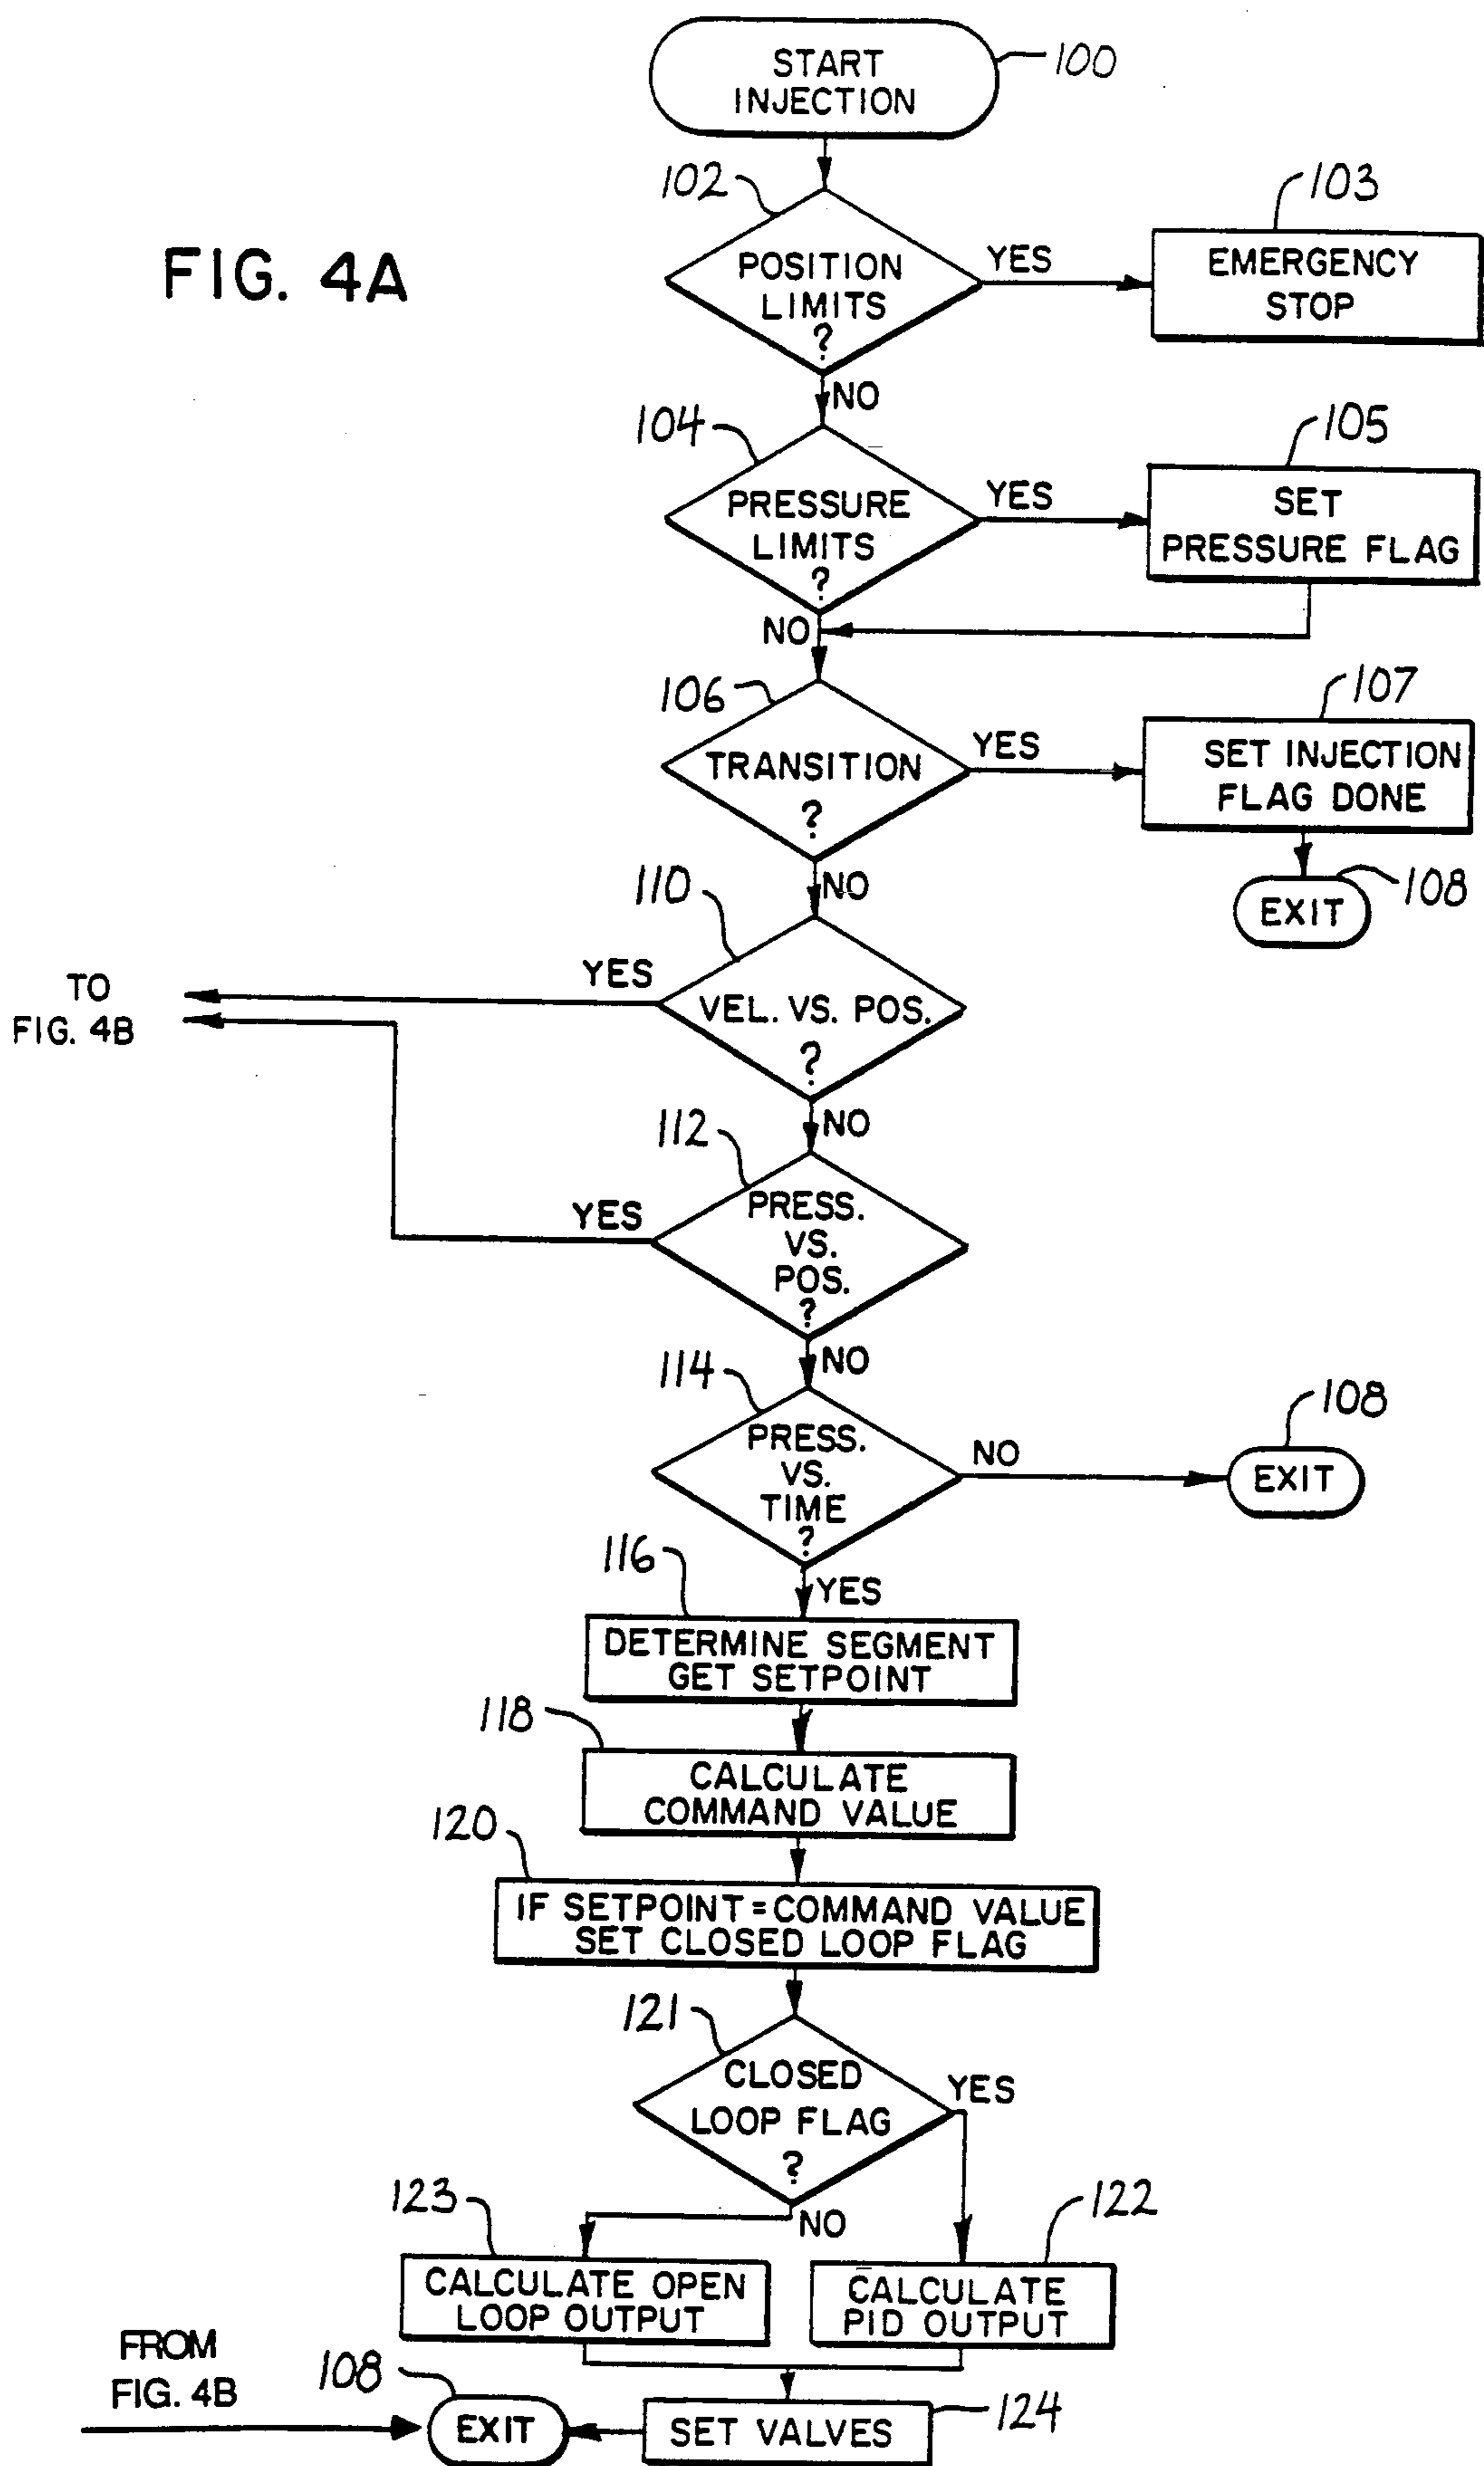 START
INJECTION
100
102
103
FIG. 4A
POSITION
LIMITS
?
YES
EMERGENCY
STOP
NO
104
105
PRESSURE
LIMITS
?
YES
SET
PRESSURE FLAG
NO
106
107
TRANSITION
?
YES
SET INJECTION
FLAG DONE
NO
108
EXIT
110
TO
FIG. 4B
YES
VEL. VS. POS.
?
NO
112
YES
PRESS.
VS.
POS.
?
NO
114
108
PRESS.
VS.
TIME
?
NO
EXIT
116
YES
DETERMINE SEGMENT
GET SETPOINT
118
CALCULATE
COMMAND VALUE
120
IF SETPOINT=COMMAND VALUE
SET CLOSED LOOP FLAG
121
CLOSED
LOOP FLAG
?
YES
NO
123
122
CALCULATE OPEN
LOOP OUTPUT
CALCULATE
PID OUTPUT
FROM
FIG. 4B
108
EXIT
SET VALVES
124